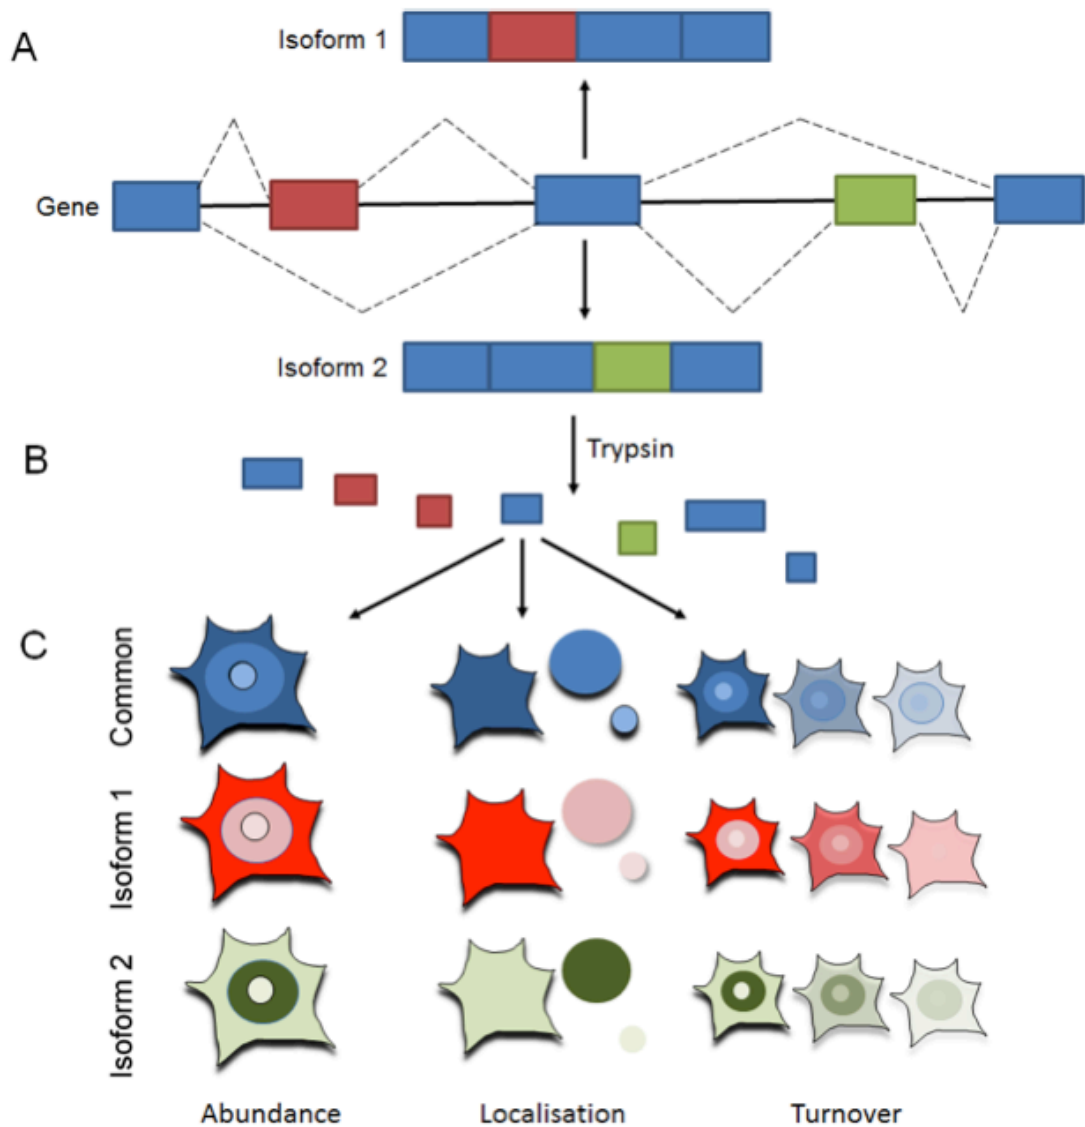 A
Isoform 1
Gene
Isoform 2
B
Trypsin
C
Common
Isoform 1
Isoform 2
Abundance
Localisation
Turnover